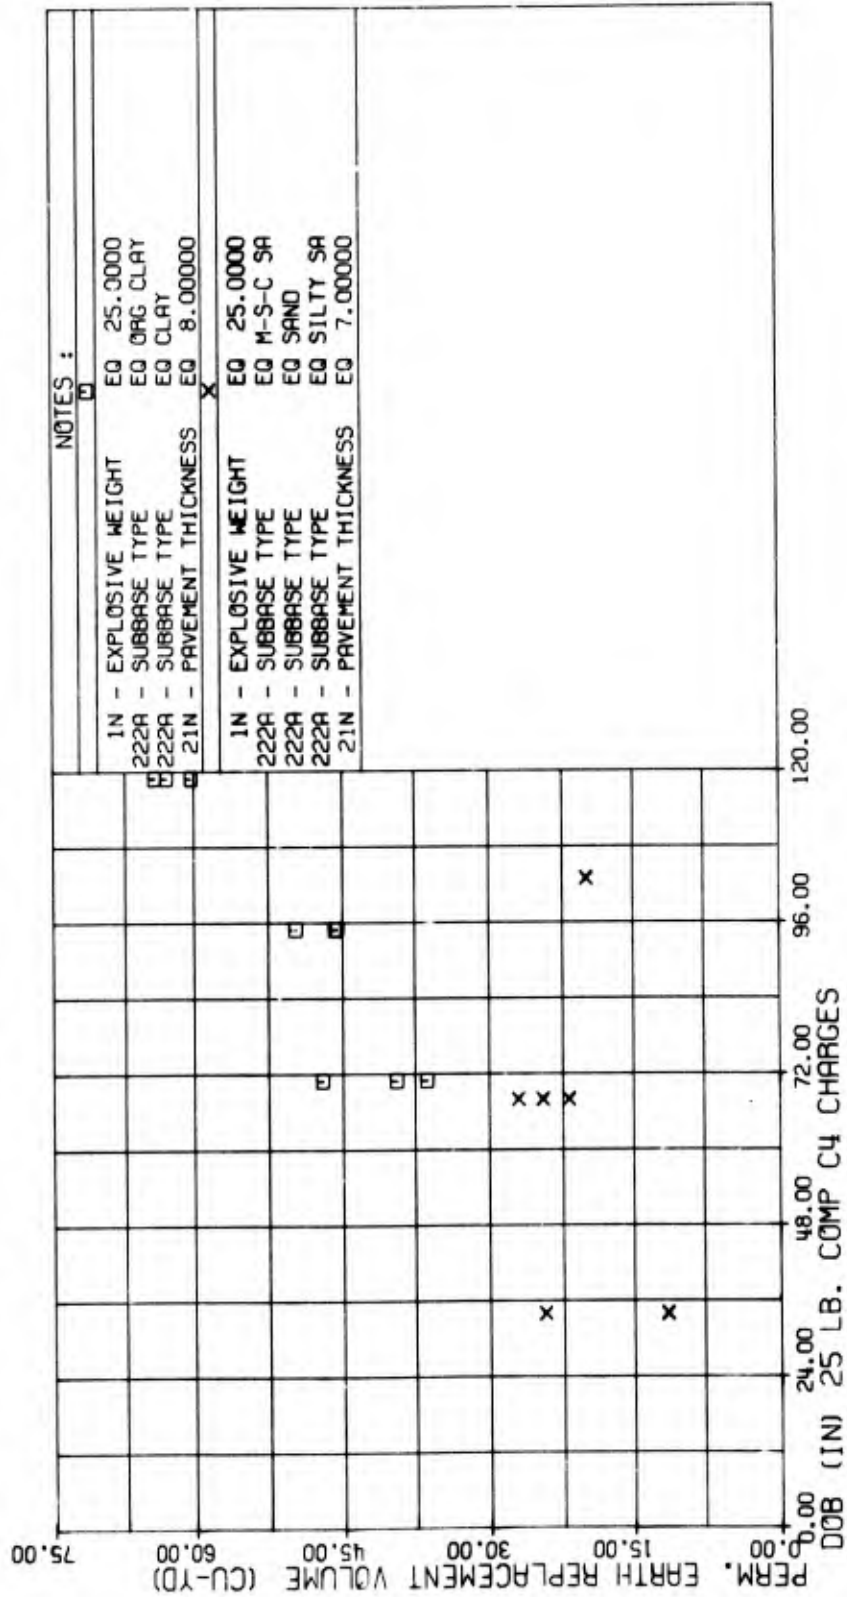 NOTES :
1N - EXPLOSIVE WEIGHT EQ 25.0000
222A - SUBBASE TYPE EQ ORG CLAY
222A - SUBBASE TYPE EQ CLAY
21N - PAVEMENT THICKNESS EQ 8.00000
1N - EXPLOSIVE WEIGHT EQ 25.0000
222A - SUBBASE TYPE EQ M-S-C SA
222A - SUBBASE TYPE EQ SAND
222A - SUBBASE TYPE EQ SILTY SA
21N - PAVEMENT THICKNESS EQ 7.00000
75.00
60.00
45.00
30.00
15.00
0.00
PERM. EARTH REPLACEMENT VOLUME (CU-YD)
0.00 24.00 48.00 72.00 96.00 120.00
DOB (IN) 25 LB. COMP C4 CHARGES